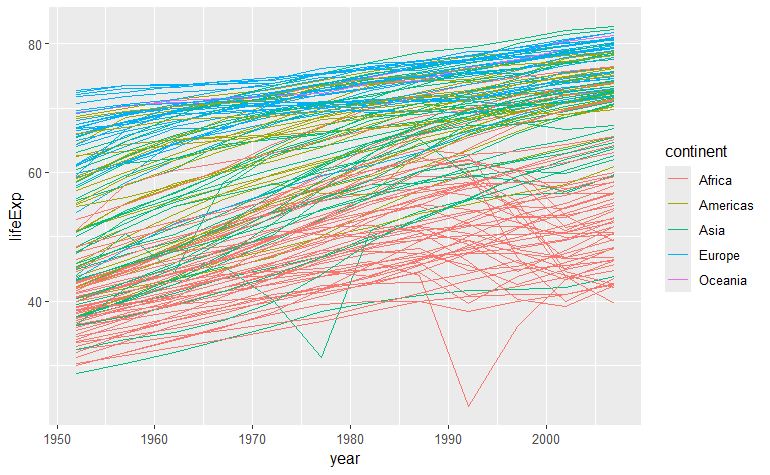 80
60
40
lifeExp
1950
1960
1970
1980
1990
2000
year
continent
Africa
Americas
Asia
Europe
Oceania